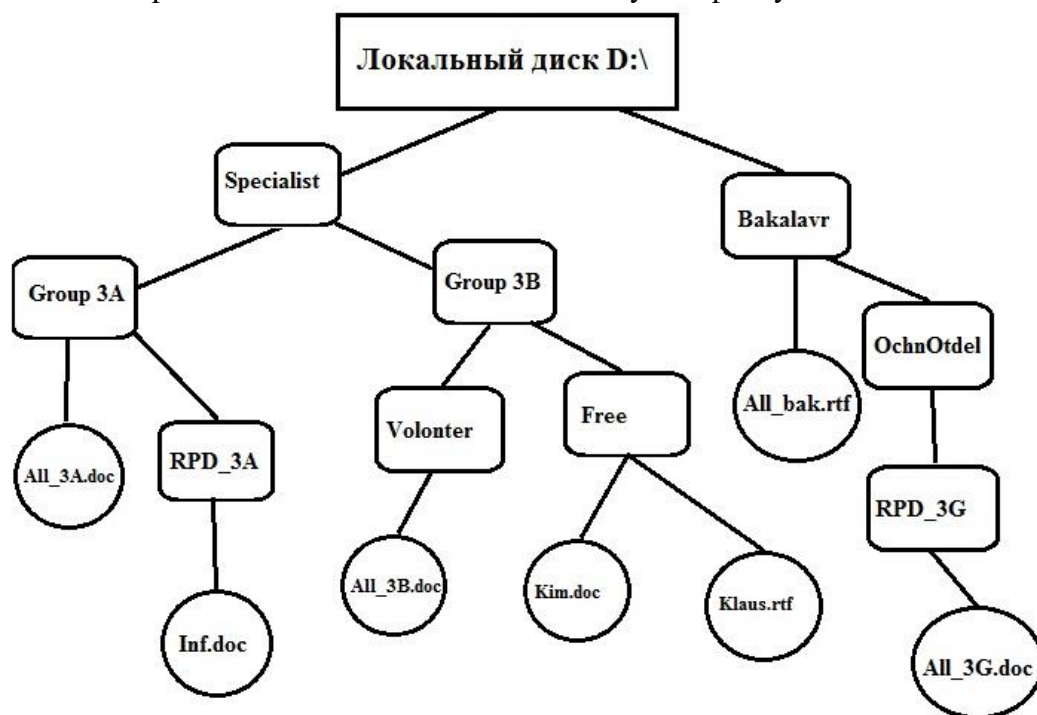 Локальный диск D:\
Specialist
Bakalavr
Group 3A
Group 3B
OchnOtdel
All_bak.rtf
Volonter
Free
All_3A.doc
RPD_3A
RPD_3G
All_3B.doc
Kim.doc
Klaus.rtf
Inf.doc
All_3G.doc